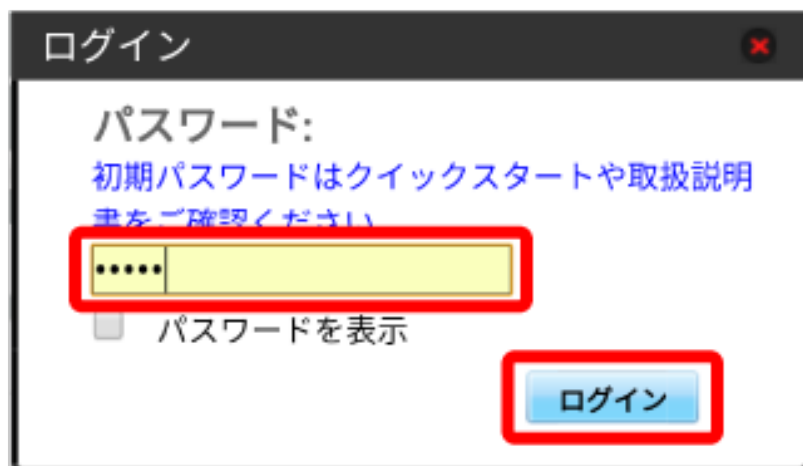 ログイン
パスワード:
初期パスワードはクイックスタートや取扱説明
書をご確認ください
•••••
パスワードを表示
ログイン